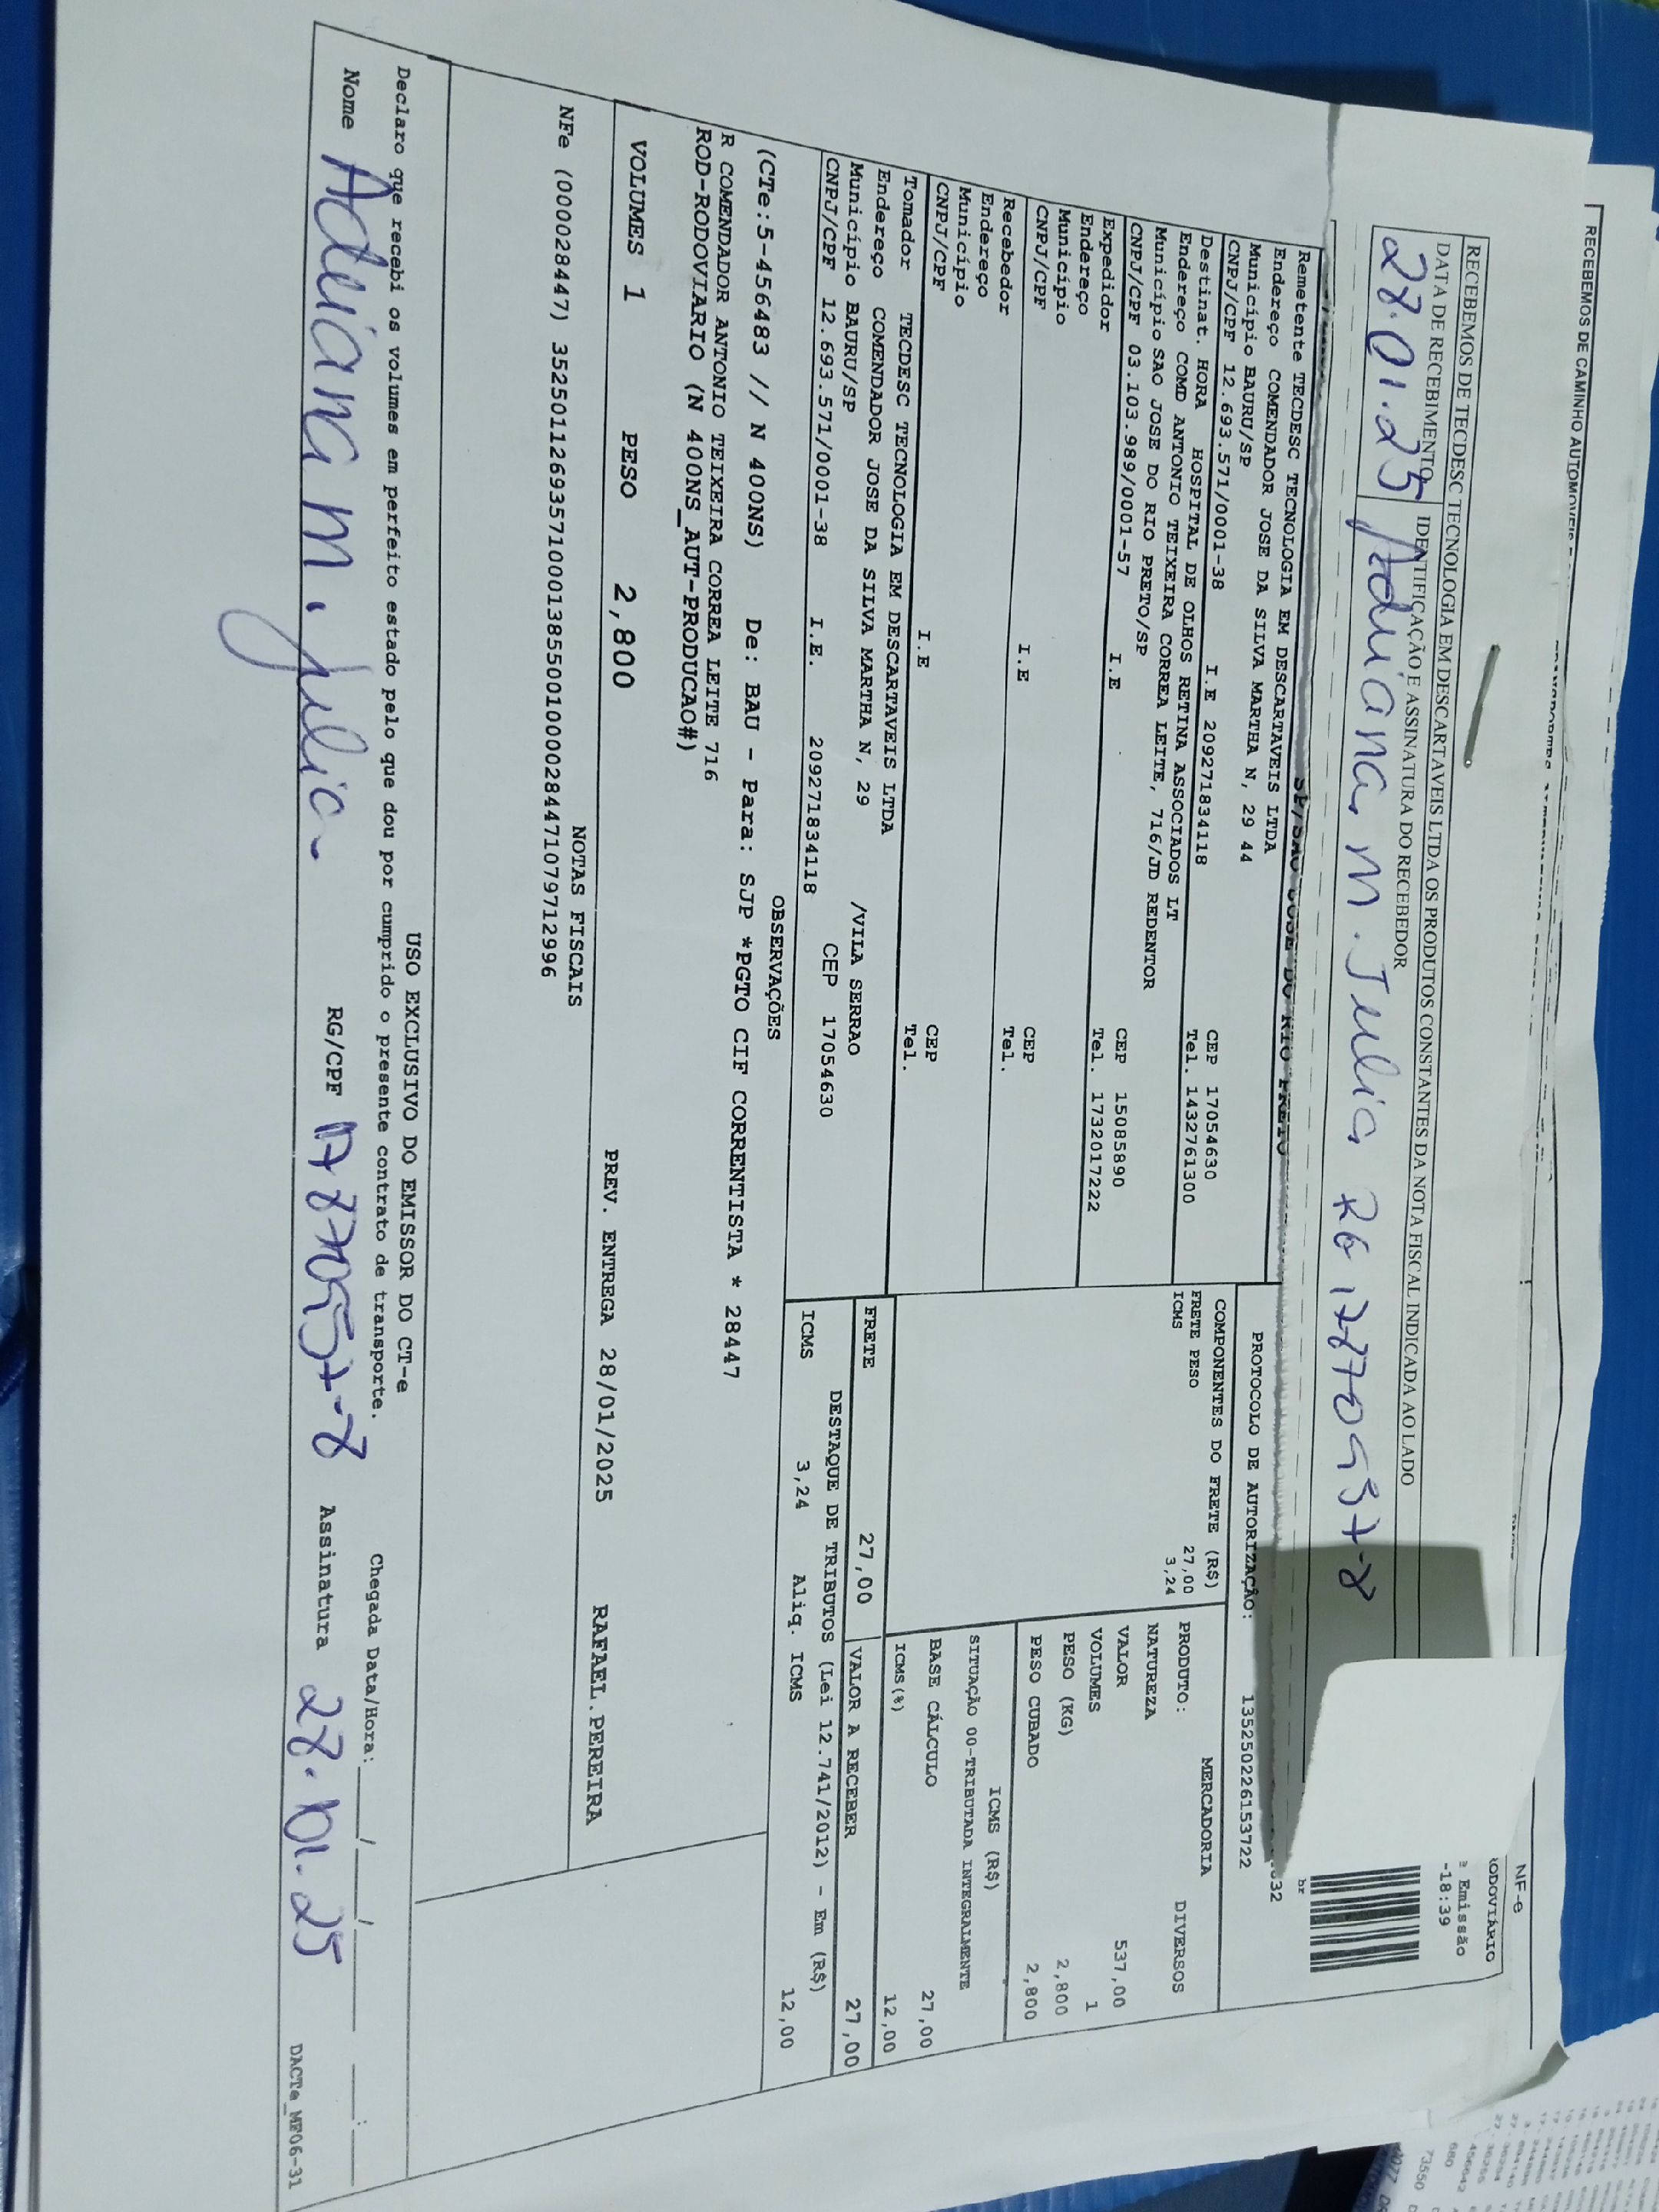 RECEBEMOS DE CAMINHO
NF-e
RECEBEMOS DE TECDESC TECNOLOGIA EM DESCARTAVEIS LTDA OS PRODUTOS CONSTANTES DA NOTA FISCAL INDICADA AO LADO
DATA DE RECEBIMENTO IDENTIFICAÇÃO E ASSINATURA DO RECEBEDOR
28.01.25 Adriana M. Julia RG
Emissão
-18:39
br
PROTOCOLO DE AUTORIZAÇÃO: 135250226153722
Remetente TECDESC TECNOLOGIA EM DESCARTAVEIS LTDA
Endereço COMENDADOR JOSE DA SILVA MARTHA N, 29 44
Município BAURU/SP CEP 17054630
CNPJ/CPF 12.693.571/0001-38 I.E 209271834118 Tel. 1432761300
Destinat. HORA HOSPITAL DE OLHOS RETINA ASSOCIADOS LT
Endereço COMD ANTONIO TEIXEIRA CORREA LEITE, 716/JD REDENTOR
Município SAO JOSE DO RIO PRETO/SP CEP 15085890
CNPJ/CPF 03.103.989/0001-57 I.E Tel. 1732017222
Expedidor
Endereço
Município CEP
CNPJ/CPF I.E Tel.
Recebedor
Endereço
Município CEP
CNPJ/CPF I.E Tel.
Tomador TECDESC TECNOLOGIA EM DESCARTAVEIS LTDA
Endereço COMENDADOR JOSE DA SILVA MARTHA N, 29 /VILA SERRAO
Município BAURU/SP CEP 17054630
CNPJ/CPF 12.693.571/0001-38 I.E. 209271834118
COMPONENTES DO FRETE (R$)
FRETE PESO 27,00
ICMS 3,24
MERCADORIA
PRODUTO: DIVERSOS
NATUREZA
VALOR 537,00
VOLUMES 1
PESO (KG) 2,800
PESO CUBADO 2,800
ICMS (R$)
SITUAÇÃO 00-TRIBUTADA INTEGRALMENTE
BASE CÁLCULO 27,00
ICMS(%) 12,00
FRETE 27,00 VALOR A RECEBER 27,00
DESTAQUE DE TRIBUTOS (Lei 12.741/2012) - Em (R$)
ICMS 3,24 Aliq. ICMS 12,00
OBSERVAÇÕES
(CTe:5-456483 // N 400NS) De: BAU - Para: SJP *PGTO CIF CORRENTISTA * 28447
R COMENDADOR ANTONIO TEIXEIRA CORREA LEITE 716
ROD-RODOVIARIO (N 400NS_AUT-PRODUCAO#)
VOLUMES 1 PESO 2,800 PREV. ENTREGA 28/01/2025 RAFAEL.PEREIRA
NOTAS FISCAIS
NFe (000028447) 35250112693571000138550010000284471079712996
USO EXCLUSIVO DO EMISSOR DO CT-e
Declaro que recebi os volumes em perfeito estado pelo que dou por cumprido o presente contrato de transporte. Chegada Data/Hora: ___/___/___ __:__
Nome Adriana M. Julia RG/CPF Assinatura 28.01.25
DACTe_MF06-31